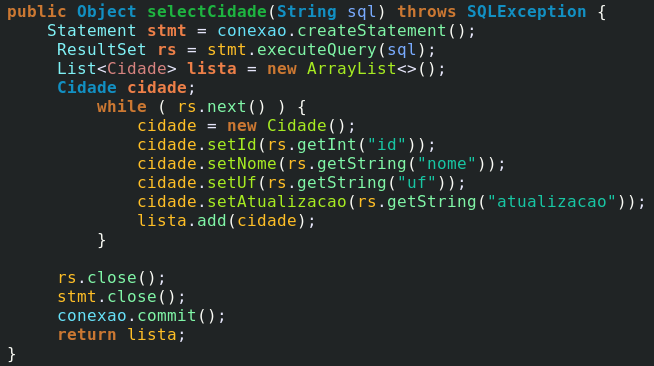 public Object selectCidade(String sql) throws SQLException {
    Statement stmt = conexao.createStatement();
     ResultSet rs = stmt.executeQuery(sql);
     List<Cidade> lista = new ArrayList<>();
     Cidade cidade;
         while ( rs.next() ) {
             cidade = new Cidade();
             cidade.setId(rs.getInt("id"));
             cidade.setNome(rs.getString("nome"));
             cidade.setUf(rs.getString("uf"));
             cidade.setAtualizacao(rs.getString("atualizacao"));
             lista.add(cidade);
         }

     rs.close();
     stmt.close();
     conexao.commit();
     return lista;
}